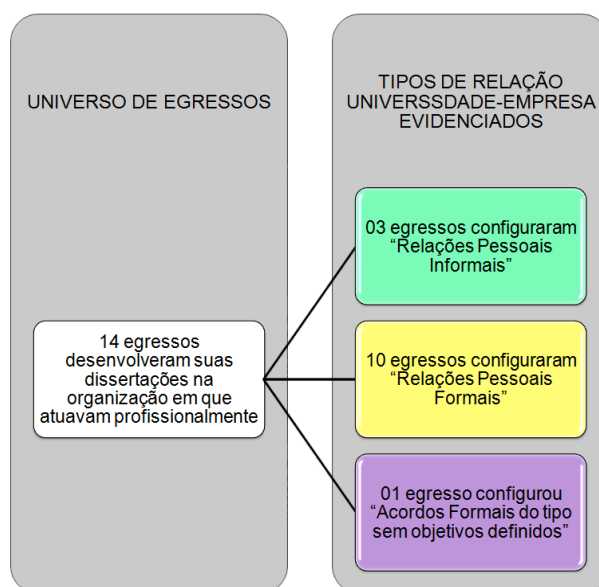 UNIVERSO DE EGRESSOS
14 egressos
desenvolveram suas
dissertações na
organização em que
atuavam profissionalmente
TIPOS DE RELAÇÃO
UNIVERSSDADE-EMPRESA
EVIDENCIADOS
03 egressos configuraram
“Relações Pessoais
Informais”
10 egressos configuraram
“Relações Pessoais
Formais”
01 egresso configurou
“Acordos Formais do tipo
sem objetivos definidos”